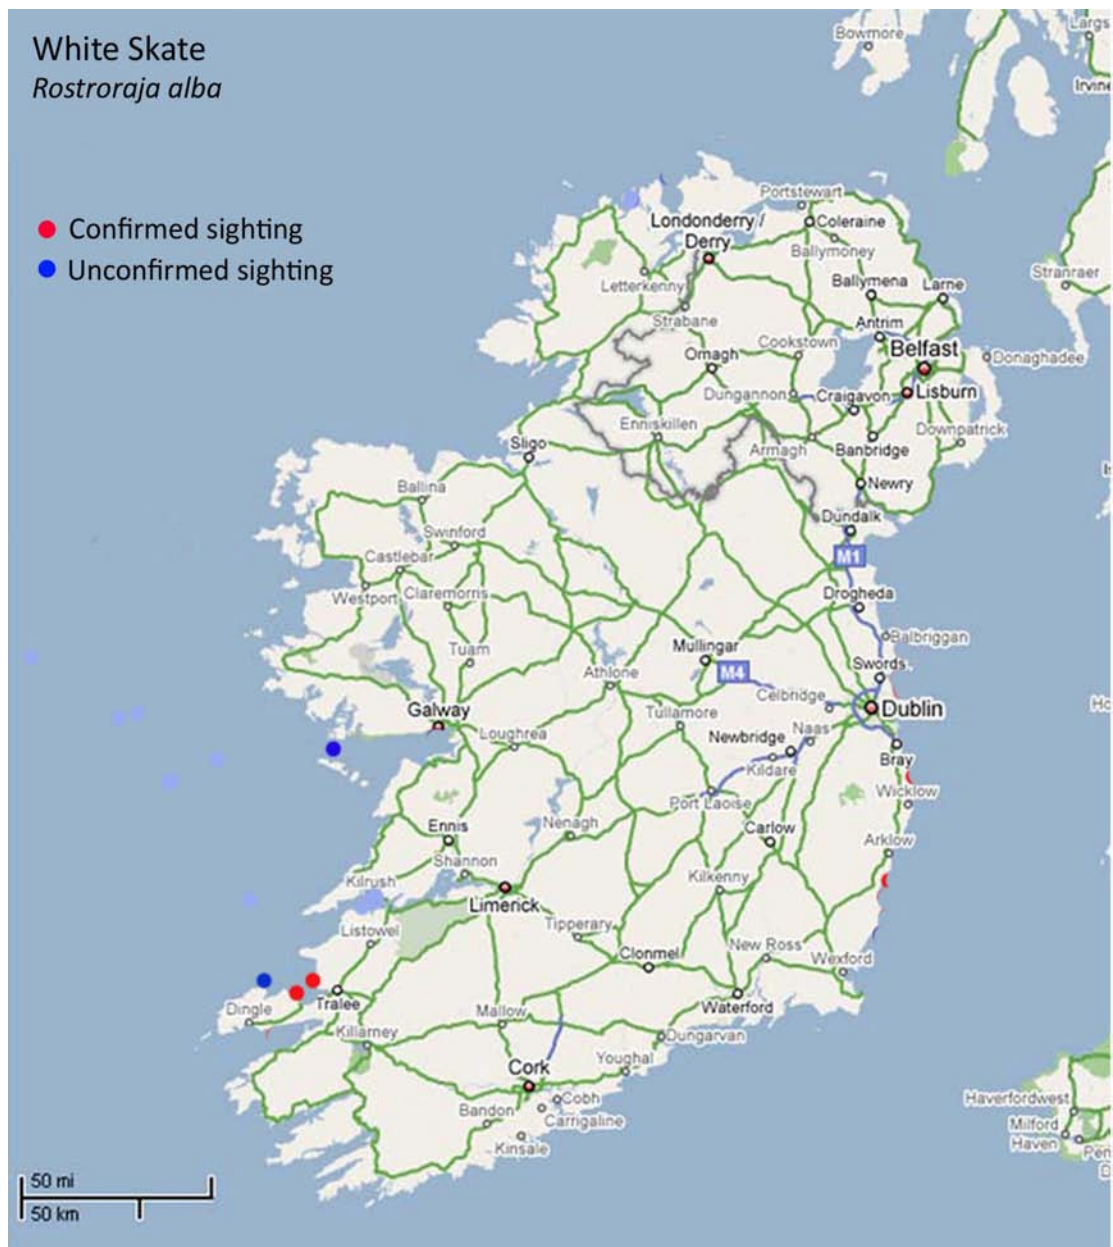 White Skate
Rostroraja alba
Confirmed sighting
Unconfirmed sighting
Bowmore
Largs
Irvine
Portstewart
Londonderry /
Derry
Coleraine
Ballymoney
Letterkenny
Ballymena
Larne
Stranraer
Strabane
Antrim
Cookstown
Belfast
Omagh
Donaghadee
Dungannon
Craigavon
Lisburn
Enniskillen
Downpatrick
Sligo
Armagh
Banbridge
Ballina
Newry
Dundalk
Swinford
Castlebar
M1
Westport
Claremorris
Drogheda
Balbriggan
Tuam
Mullingar
Swords
Athlone
M4
Celbridge
Galway
Tullamore
Dublin
Loughrea
Naas
Newbridge
Bray
Kildare
Wicklow
Port Laoise
Ennis
Nenagh
Carlow
Arklow
Shannon
Kilrush
Kilkenny
Limerick
Listowel
Tipperary
Clonmel
New Ross
Wexford
Dingle
Tralee
Mallow
Waterford
Killarney
Dungarvan
Youghal
Cork
Cobh
Haverfordwest
Bandon
Carrigaline
Milford
Haven
Kinsale
Pen
50 mi
50 km